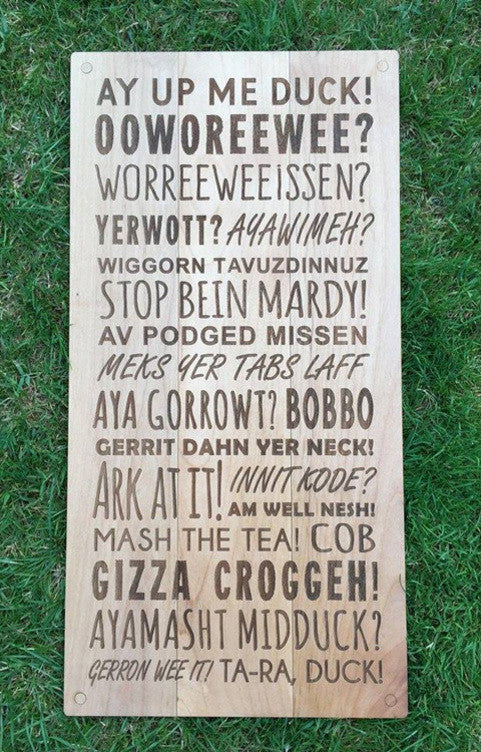 AY UP ME DUCK!
OOWOREEWEE?
WORREEWEEISSEN?
YERWOTT? AYAWIMEH?
WIGGORN TAVUZDINNUZ
STOP BEIN MARDY!
AV PODGED MISSEN
MEKS YER TABS LAFF
AYA GORROWT? BOBBO
GERRIT DAHN YER NECK!
ARK AT IT! INNIT KODE?
AM WELL NESH!
MASH THE TEA! COB
GIZZA CROGGEH!
AYAMASHT MIDDUCK?
GERRON WEE IT! TA-RA, DUCK!